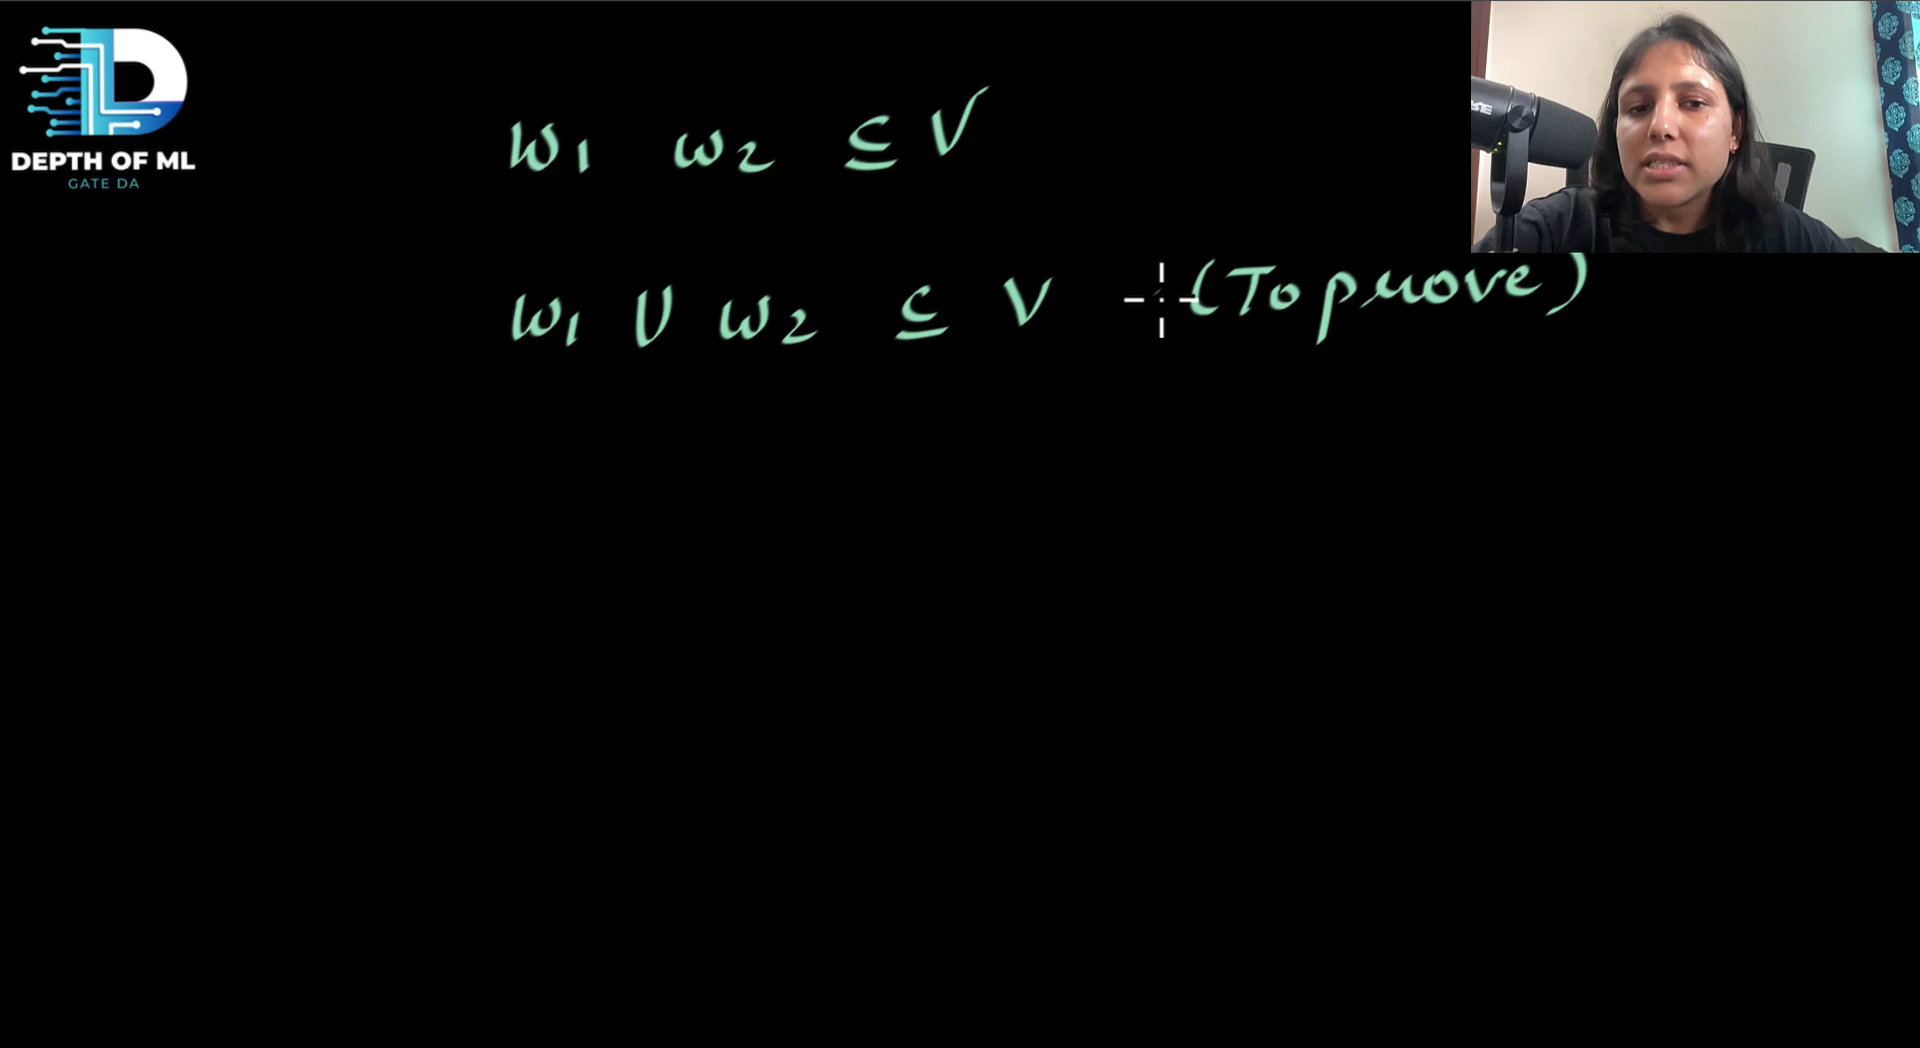 DEPTH OF ML
GATE DA
W1 W2 ⊆ V
W1 U W2 ⊆ V (To prove)